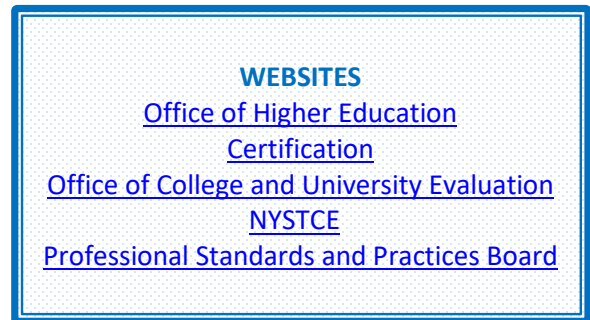 WEBSITES
Office of Higher Education
Certification
Office of College and University Evaluation
NYSTCE
Professional Standards and Practices Board